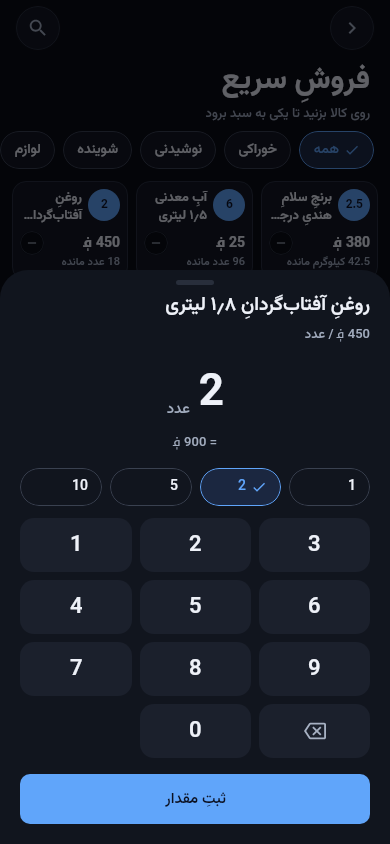 فروشِ سریع
روی کالا بزنید تا یکی به سبد برود
همه
خوراکی
نوشیدنی
شوینده
لوازم
برنجِ سلامِ هندیِ درجـ...
2.5
380 ؋
42.5 کیلوگرم مانده
آبِ معدنی ۱٫۵ لیتری
6
25 ؋
96 عدد مانده
روغنِ آفتاب‌گردا...
2
450 ؋
18 عدد مانده
روغنِ آفتاب‌گردانِ ۱٫۸ لیتری
450 ؋ / عدد
2 عدد
= 900 ؋
1
2
5
10
1 2 3
4 5 6
7 8 9
0
ثبتِ مقدار